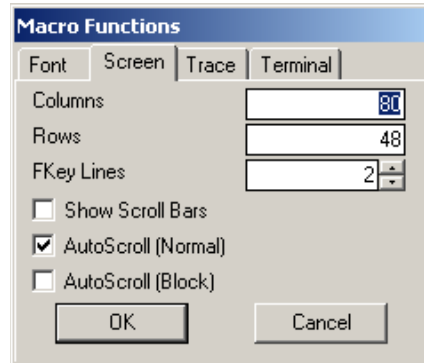 Macro Functions
Font Screen Trace Terminal
Columns 80
Rows 48
FKey Lines 2
Show Scroll Bars
AutoScroll (Normal)
AutoScroll (Block)
OK Cancel